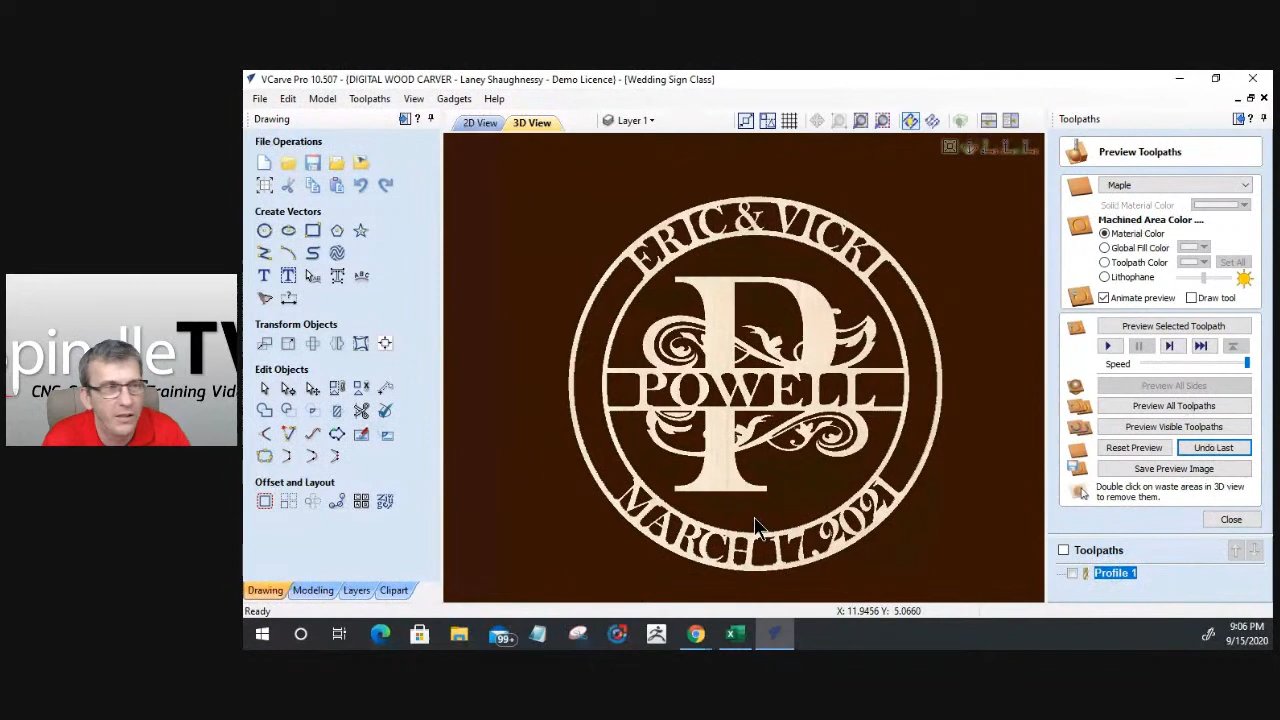 VCarve Pro 10.507 - {DIGITAL WOOD CARVER - Laney Shaughnessy - Demo Licence} - [Wedding Sign Class]
File Edit Model Toolpaths View Gadgets Help
Drawing
2D View 3D View Layer 1
Toolpaths
File Operations
Create Vectors
Transform Objects
Edit Objects
Offset and Layout
Drawing Modeling Layers Clipart
Ready
X: 11.9456 Y: 5.0660
ERIC & VICKI
P
POWELL
MARCH 17, 2021
Preview Toolpaths
Maple
Solid Material Color
Machined Area Color ....
Material Color
Global Fill Color
Toolpath Color Set All
Lithophane
Animate preview Draw tool
Preview Selected Toolpath
Speed
Preview All Sides
Preview All Toolpaths
Preview Visible Toolpaths
Reset Preview Undo Last
Save Preview Image
Double click on waste areas in 3D view
to remove them.
Close
Toolpaths
Profile 1
99+
9:06 PM
9/15/2020